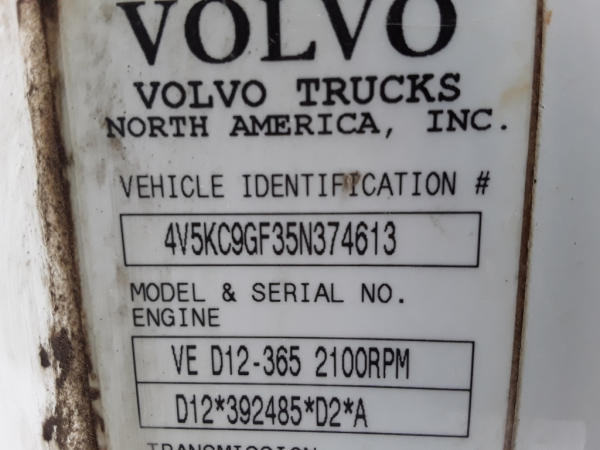 VOLVO
VOLVO TRUCKS
NORTH AMERICA, INC.
VEHICLE IDENTIFICATION #
4V5KC9GF35N374613
MODEL & SERIAL NO.
ENGINE
VE D12-365 2100RPM
D12*392485*D2*A
TRANSMISSION